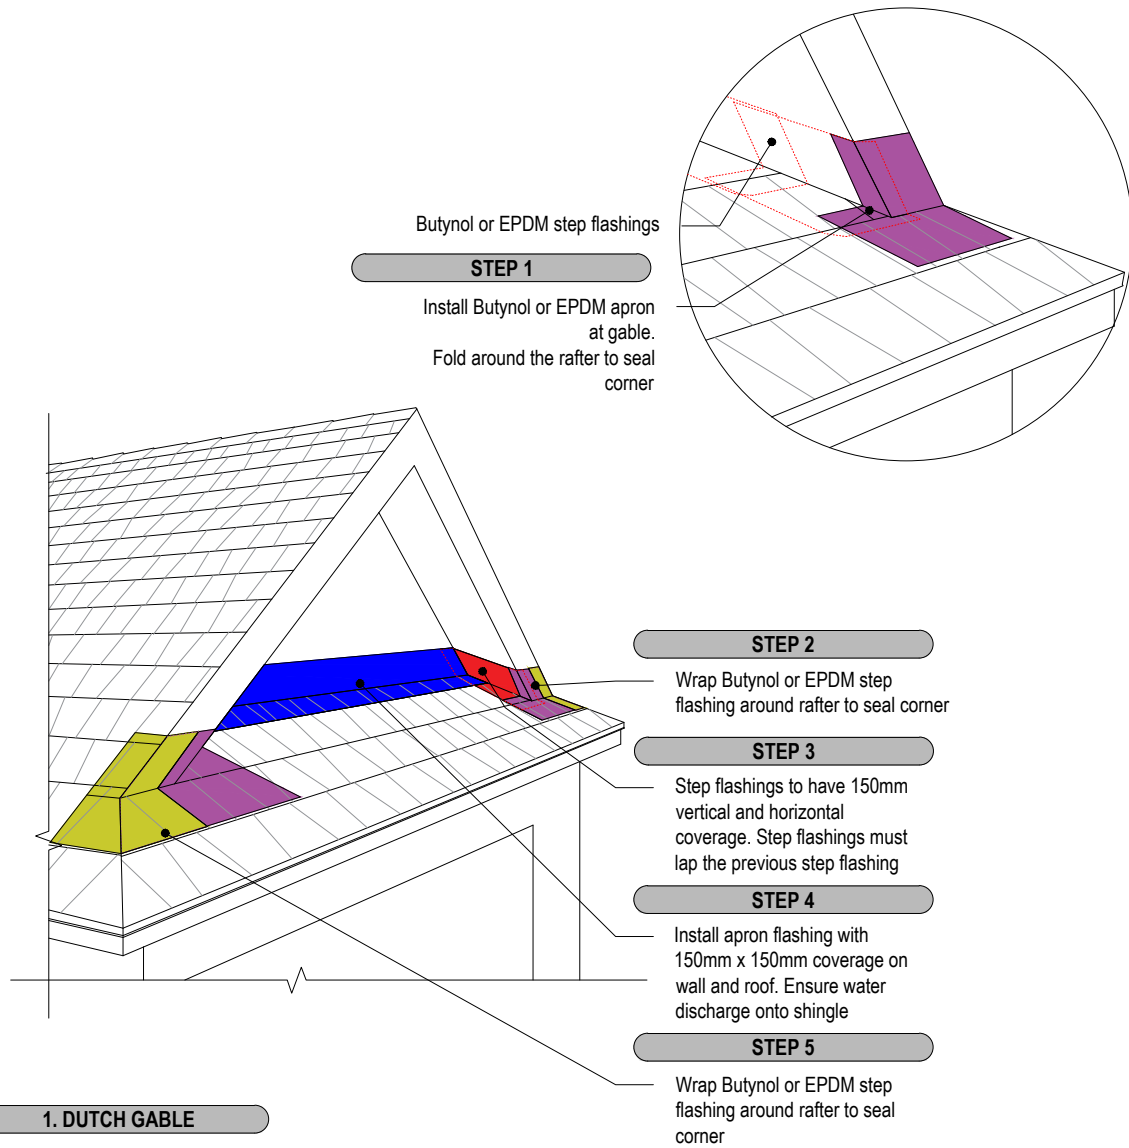 Butynol or EPDM step flashings
STEP 1
Install Butynol or EPDM apron
at gable.
Fold around the rafter to seal
corner
STEP 2
Wrap Butynol or EPDM step
flashing around rafter to seal corner
STEP 3
Step flashings to have 150mm
vertical and horizontal
coverage. Step flashings must
lap the previous step flashing
STEP 4
Install apron flashing with
150mm x 150mm coverage on
wall and roof. Ensure water
discharge onto shingle
STEP 5
Wrap Butynol or EPDM step
flashing around rafter to seal
corner
1. DUTCH GABLE